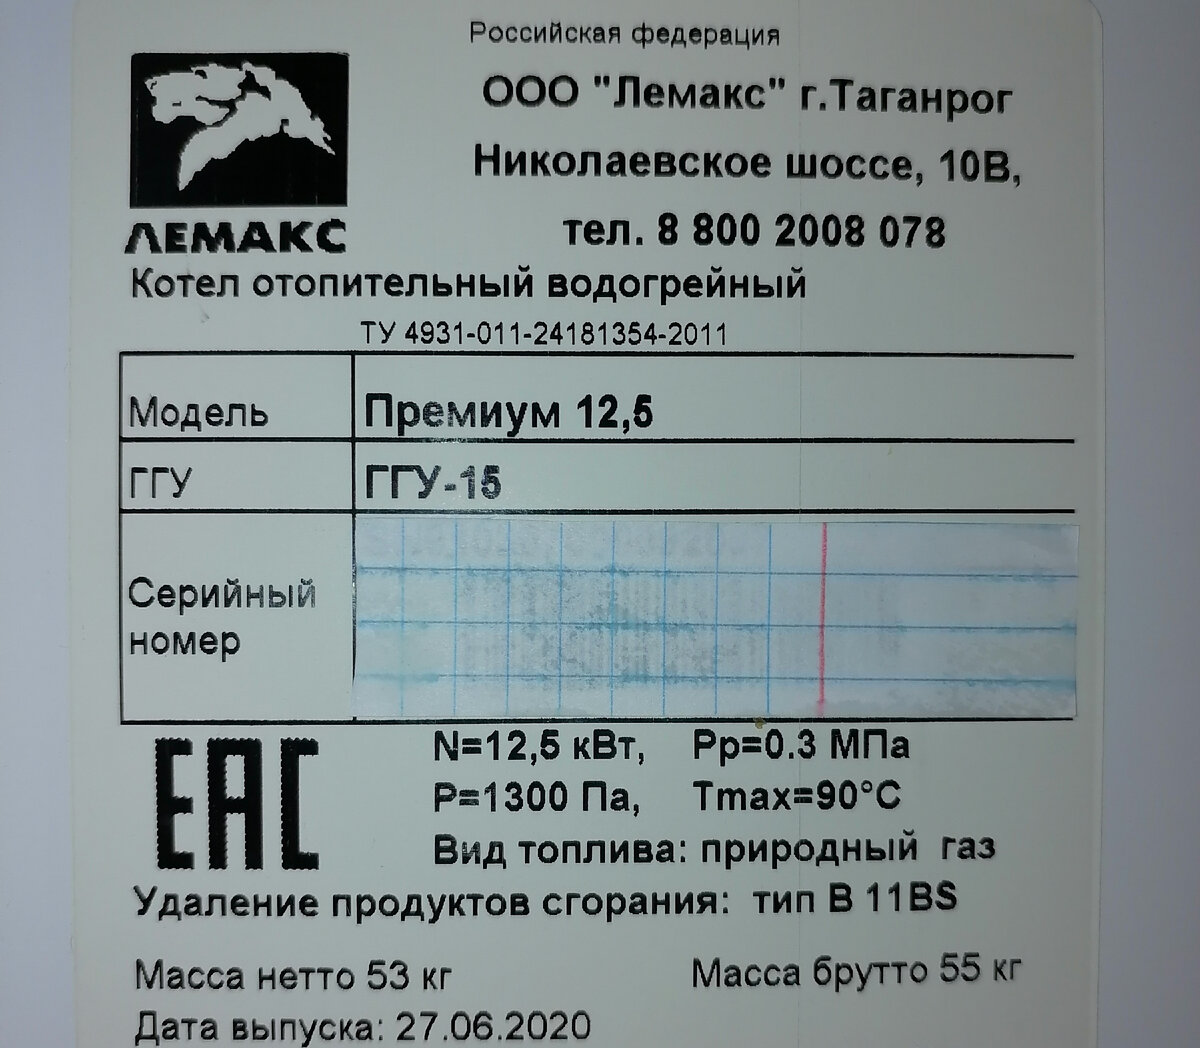 Российская федерация
ООО "Лемакс" г.Таганрог
Николаевское шоссе, 10В,
тел. 8 800 2008 078
ЛЕМАКС
Котел отопительный водогрейный
ТУ 4931-011-24181354-2011
Модель Премиум 12,5
ГГУ ГГУ-15
Серийный
номер
EAC
N=12,5 кВт, Рр=0.3 МПа
Р=1300 Па, Tmax=90°C
Вид топлива: природный газ
Удаление продуктов сгорания: тип В 11BS
Масса нетто 53 кг Масса брутто 55 кг
Дата выпуска: 27.06.2020